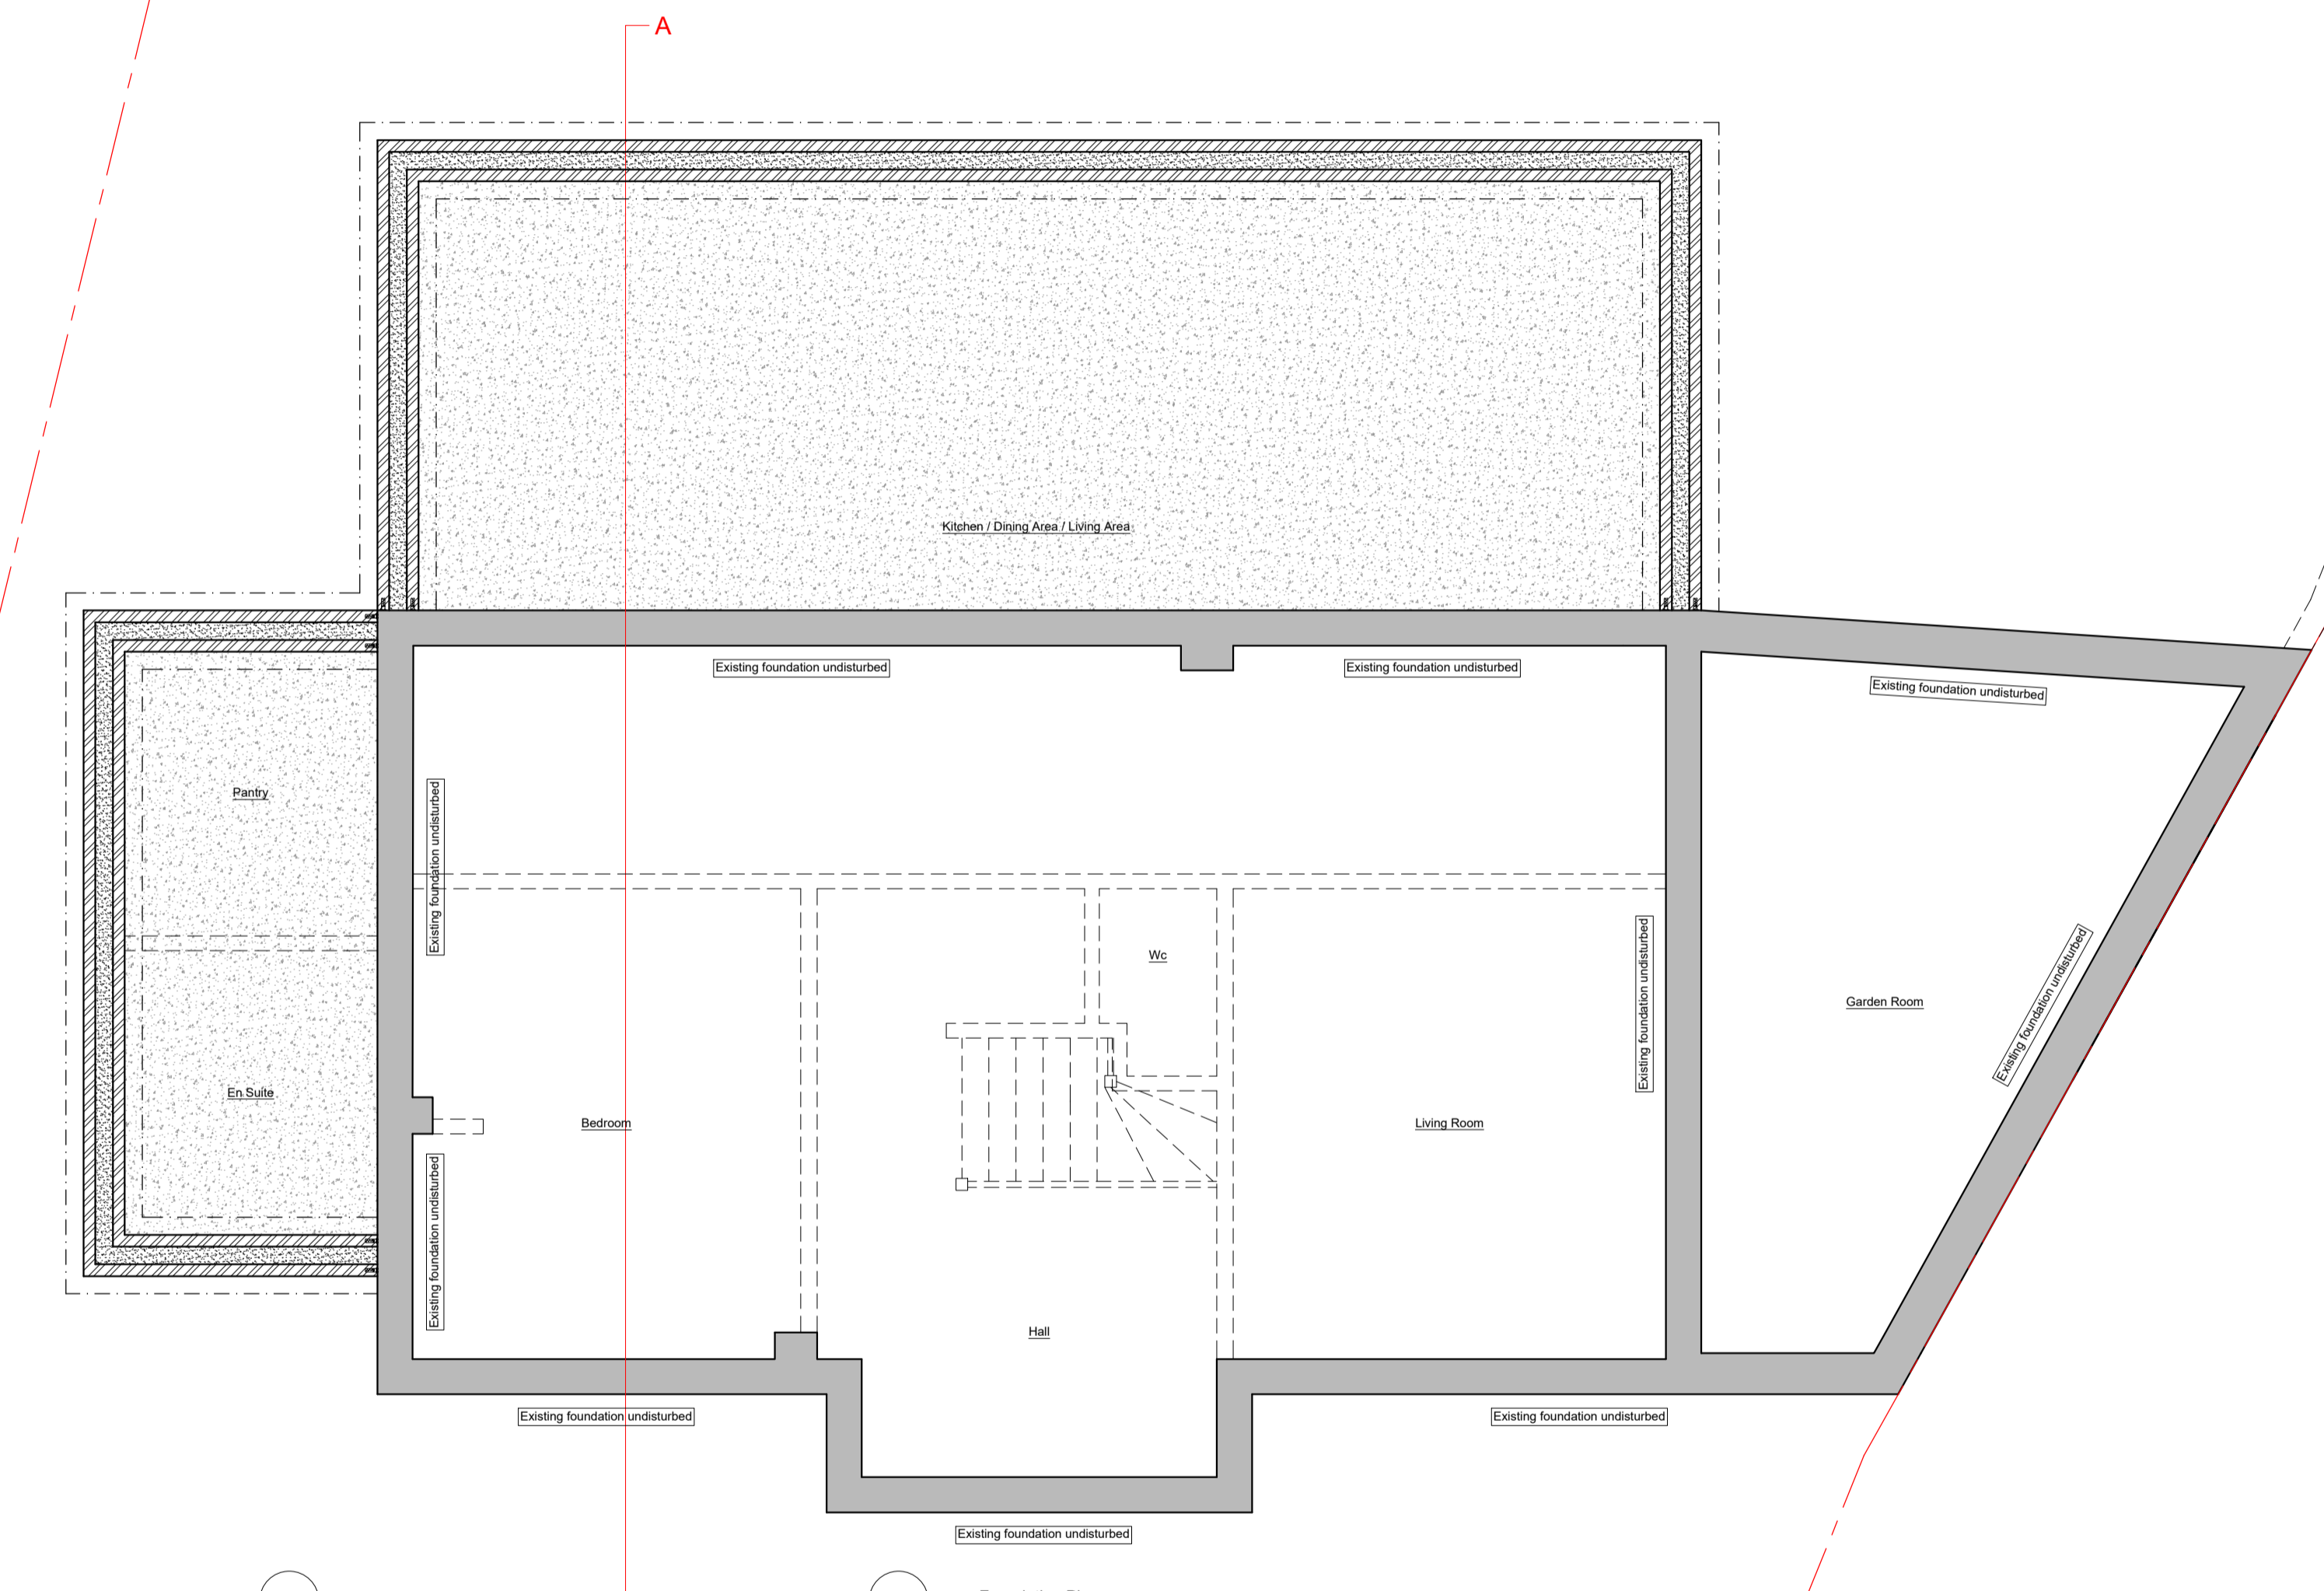 A
Kitchen / Dining Area / Living Area
Existing foundation undisturbed
Existing foundation undisturbed
Existing foundation undisturbed
Pantry
Existing foundation undisturbed
Wc
Existing foundation undisturbed
Garden Room
Existing foundation undisturbed
En Suite
Bedroom
Living Room
Existing foundation undisturbed
Hall
Existing foundation undisturbed
Existing foundation undisturbed
Existing foundation undisturbed